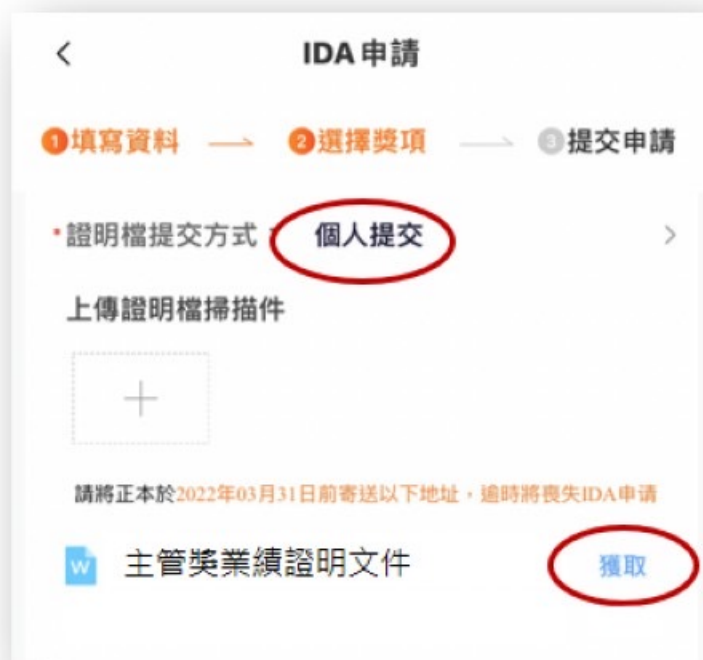 IDA 申請
1填寫資料 → 2選擇獎項 → 3提交申請
*證明檔提交方式: 個人提交
上傳證明檔掃描件
請將正本於2022年03月31日前寄送以下地址，逾時將喪失IDA申请
W 主管獎業績證明文件 獲取